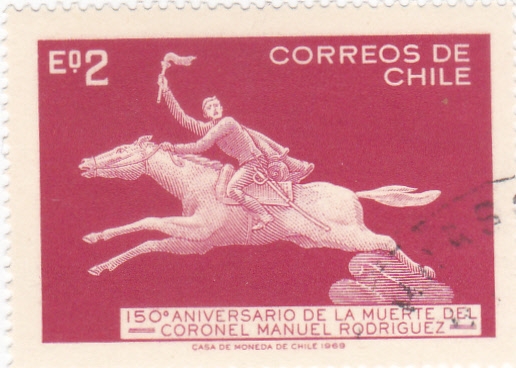 Eº2
CORREOS DE
CHILE
150º ANIVERSARIO DE LA MUERTE DEL
CORONEL MANUEL RODRIGUEZ
CASA DE MONEDA DE CHILE 1969